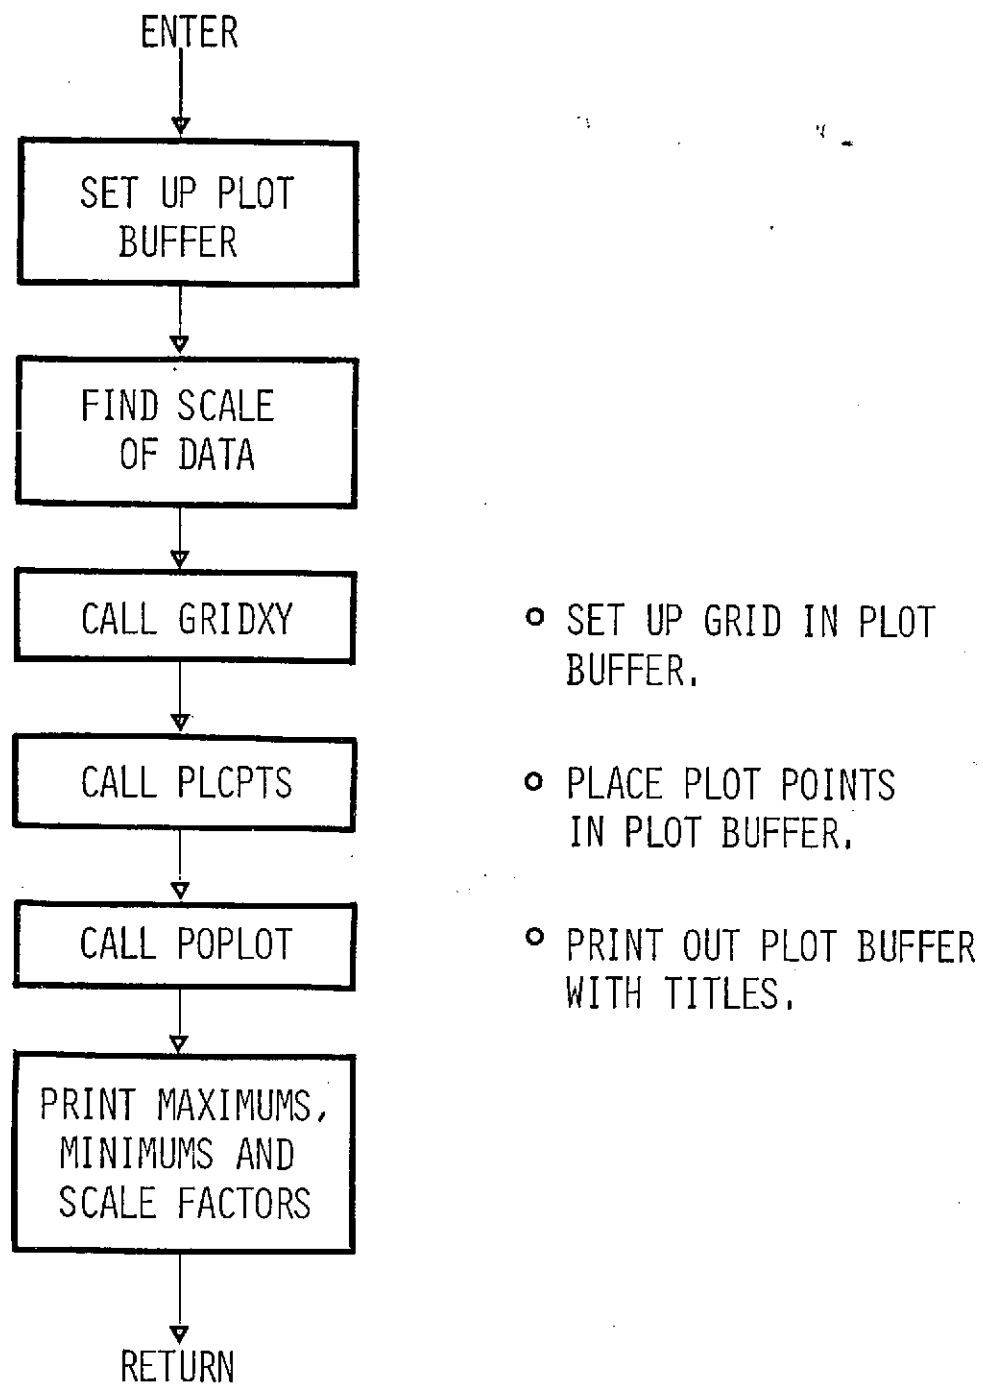 ENTER
SET UP PLOT
BUFFER
FIND SCALE
OF DATA
CALL GRIDXY
○ SET UP GRID IN PLOT
BUFFER.
CALL PLCPTS
○ PLACE PLOT POINTS
IN PLOT BUFFER.
CALL POPLOT
○ PRINT OUT PLOT BUFFER
WITH TITLES.
PRINT MAXIMUMS,
MINIMUMS AND
SCALE FACTORS
RETURN